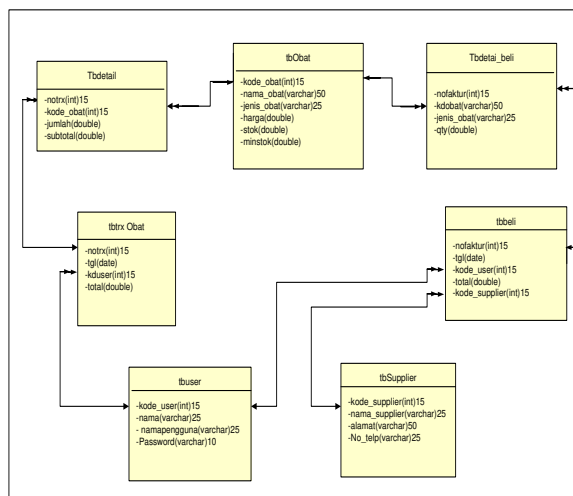 Tbdetail
-notrx(int)15
-kode_obat(int)15
-jumlah(double)
-subtotal(double)
tbObat
-kode_obat(int)15
-nama_obat(varchar)50
-jenis_obat(varchar)25
-harga(double)
-stok(double)
-minstok(double)
Tbdetai_beli
-nofaktur(int)15
-kdobat(varchar)50
-jenis_obat(varchar)25
-qty(double)
tbtrx Obat
-notrx(int)15
-tgl(date)
-kduser(int)15
-total(double)
tbbeli
-nofaktur(int)15
-tgl(date)
-kode_user(int)15
-total(double)
-kode_supplier(int)15
tbuser
-kode_user(int)15
-nama(varchar)25
- namapengguna(varchar)25
-Password(varchar)10
tbSupplier
-kode_supplier(int)15
-nama_supplier(varchar)25
-alamat(varchar)50
-No_telp(varchar)25